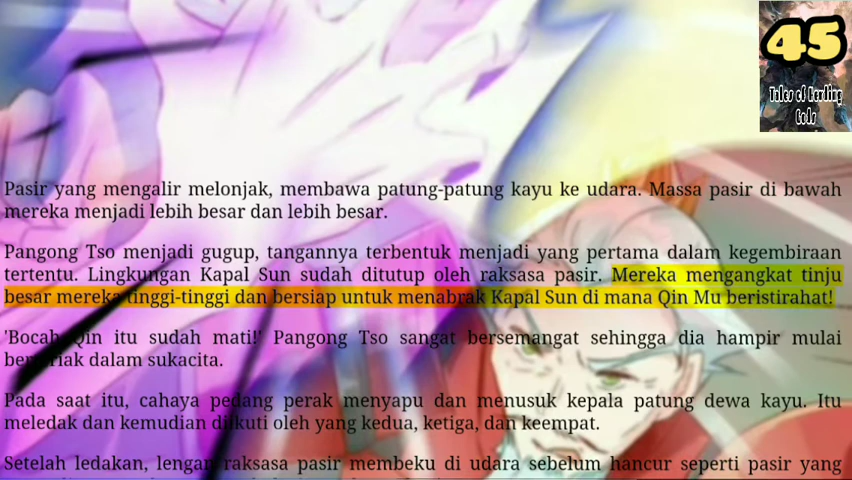 45
Tales of Herding
Gods
Pasir yang mengalir melonjak, membawa patung-patung kayu ke udara. Massa pasir di bawah
mereka menjadi lebih besar dan lebih besar.
Pangong Tso menjadi gugup, tangannya terbentuk menjadi yang pertama dalam kegembiraan
tertentu. Lingkungan Kapal Sun sudah ditutup oleh raksasa pasir. Mereka mengangkat tinju
besar mereka tinggi-tinggi dan bersiap untuk menabrak Kapal Sun di mana Qin Mu beristirahat!
'Bocah Qin itu sudah mati!' Pangong Tso sangat bersemangat sehingga dia hampir mulai
berteriak dalam sukacita.
Pada saat itu, cahaya pedang perak menyapu dan menusuk kepala patung dewa kayu. Itu
meledak dan kemudian diikuti oleh yang kedua, ketiga, dan keempat.
Setelah ledakan, lengan raksasa pasir membeku di udara sebelum hancur seperti pasir yang